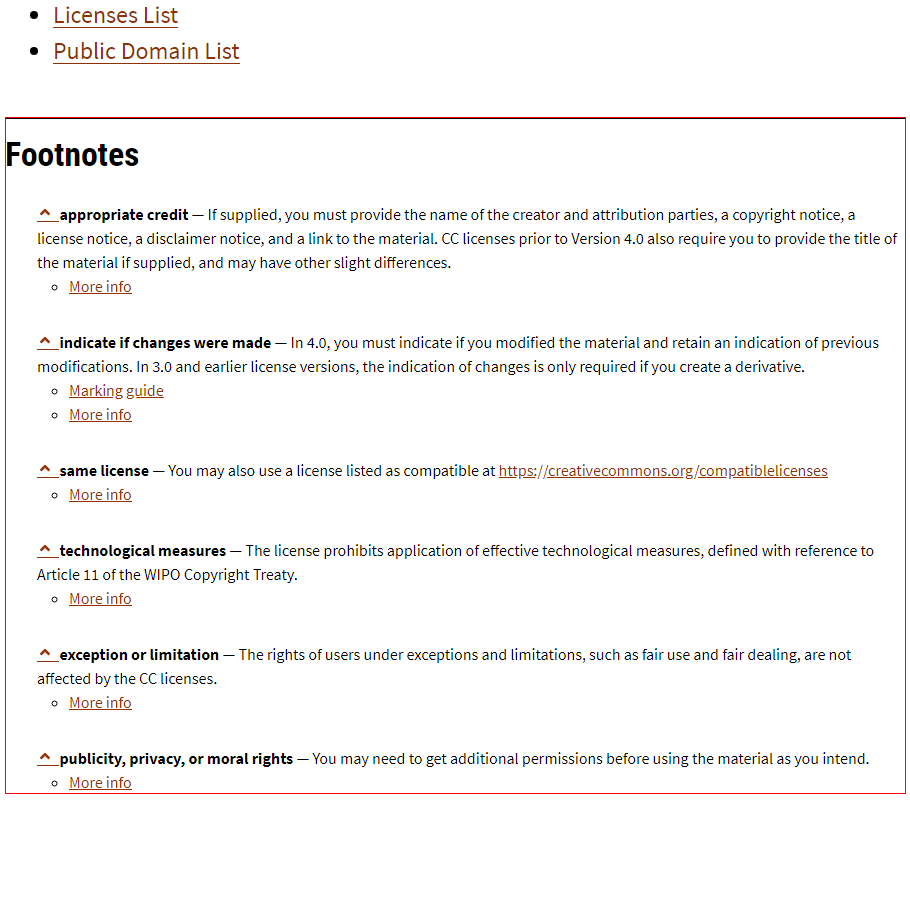 Licenses List
Public Domain List
Footnotes
^ appropriate credit — If supplied, you must provide the name of the creator and attribution parties, a copyright notice, a
license notice, a disclaimer notice, and a link to the material. CC licenses prior to Version 4.0 also require you to provide the title of
the material if supplied, and may have other slight differences.
More info
^ indicate if changes were made — In 4.0, you must indicate if you modified the material and retain an indication of previous
modifications. In 3.0 and earlier license versions, the indication of changes is only required if you create a derivative.
Marking guide
More info
^ same license — You may also use a license listed as compatible at https://creativecommons.org/compatiblelicenses
More info
^ technological measures — The license prohibits application of effective technological measures, defined with reference to
Article 11 of the WIPO Copyright Treaty.
More info
^ exception or limitation — The rights of users under exceptions and limitations, such as fair use and fair dealing, are not
affected by the CC licenses.
More info
^ publicity, privacy, or moral rights — You may need to get additional permissions before using the material as you intend.
More info